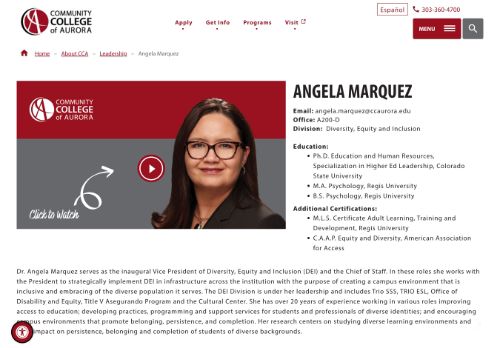 COMMUNITY
COLLEGE
of AURORA
Español
303-360-4700
Apply
Get Info
Programs
Visit
MENU
Home – About CCA – Leadership – Angela Marquez
COMMUNITY
COLLEGE
of AURORA
Click to Watch
ANGELA MARQUEZ
Email: angela.marquez@ccaurora.edu
Office: A200-D
Division: Diversity, Equity and Inclusion
Education:
Ph.D. Education and Human Resources,
Specialization in Higher Ed Leadership, Colorado
State University
M.A. Psychology, Regis University
B.S. Psychology, Regis University
Additional Certifications:
M.L.S. Certificate Adult Learning, Training and
Development, Regis University
C.A.A.P. Equity and Diversity, American Association
for Access
Dr. Angela Marquez serves as the inaugural Vice President of Diversity, Equity and Inclusion (DEI) and the Chief of Staff. In these roles she works with
the President to strategically implement DEI in infrastructure across the institution with the purpose of creating a campus environment that is
inclusive and embracing of the diverse population it serves. The DEI Division is under her leadership and includes Trio SSS, TRIO ESL, Office of
Disability and Equity, Title V Asegurando Program and the Cultural Center. She has over 20 years of experience working in various roles improving
access to education; developing practices, programming and support services for students and professionals of diverse identities; and encouraging
campus environments that promote belonging, persistence, and completion. Her research centers on studying diverse learning environments and
impact on persistence, belonging and completion of students of diverse backgrounds.